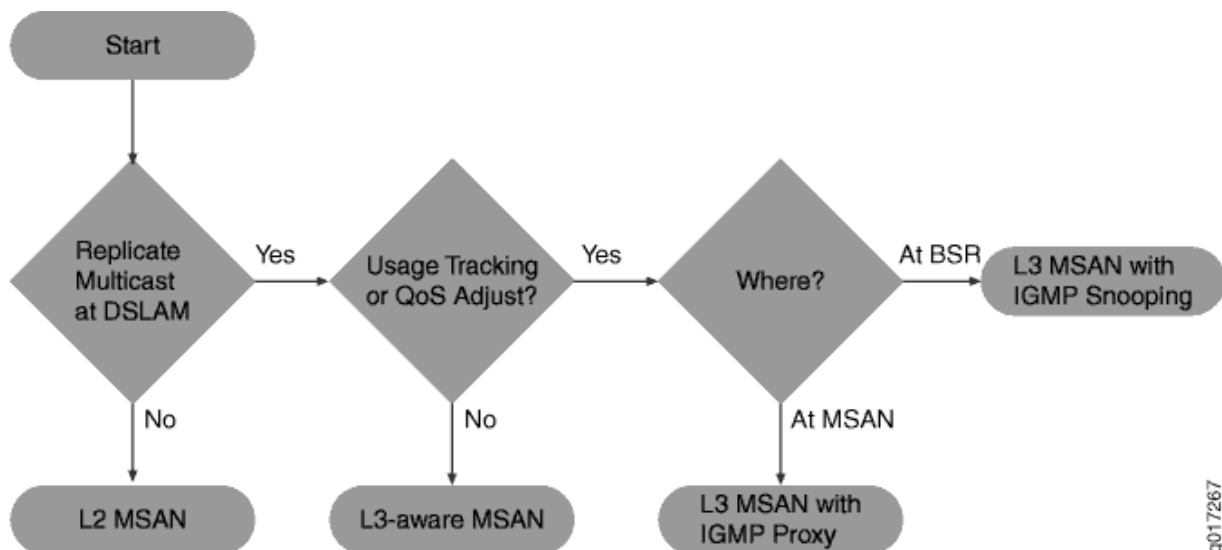 Start
Replicate
Multicast
at DSLAM
Yes
Usage Tracking
or QoS Adjust?
Yes
Where?
At BSR
L3 MSAN with
IGMP Snooping
No
No
At MSAN
L2 MSAN
L3-aware MSAN
L3 MSAN with
IGMP Proxy
g017267